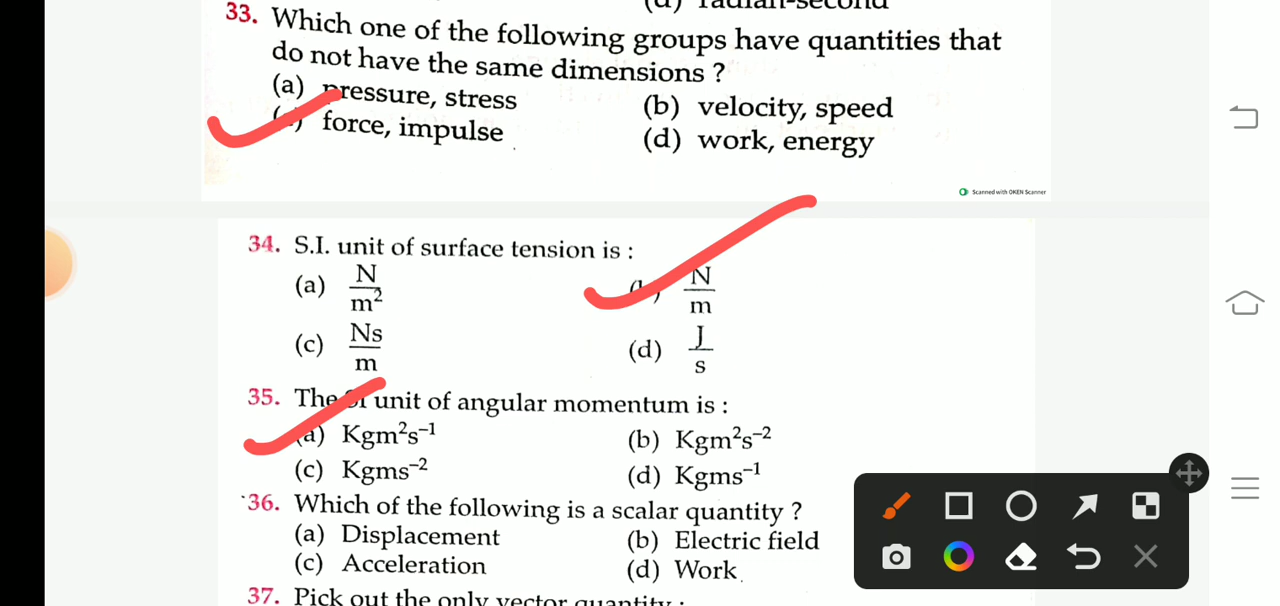 (d) radian-second
33. Which one of the following groups have quantities that
do not have the same dimensions ?
(a) pressure, stress
(b) velocity, speed
force, impulse
(d) work, energy
Scanned with OKEN Scanner
34. S.I. unit of surface tension is :
(a) N/m²
N/m
(c) Ns/m
(d) J/s
35. The SI unit of angular momentum is :
(a) Kgm²s⁻¹
(b) Kgm²s⁻²
(c) Kgms⁻²
(d) Kgms⁻¹
36. Which of the following is a scalar quantity ?
(a) Displacement
(b) Electric field
(c) Acceleration
(d) Work
37. Pick out the only vector quantity :